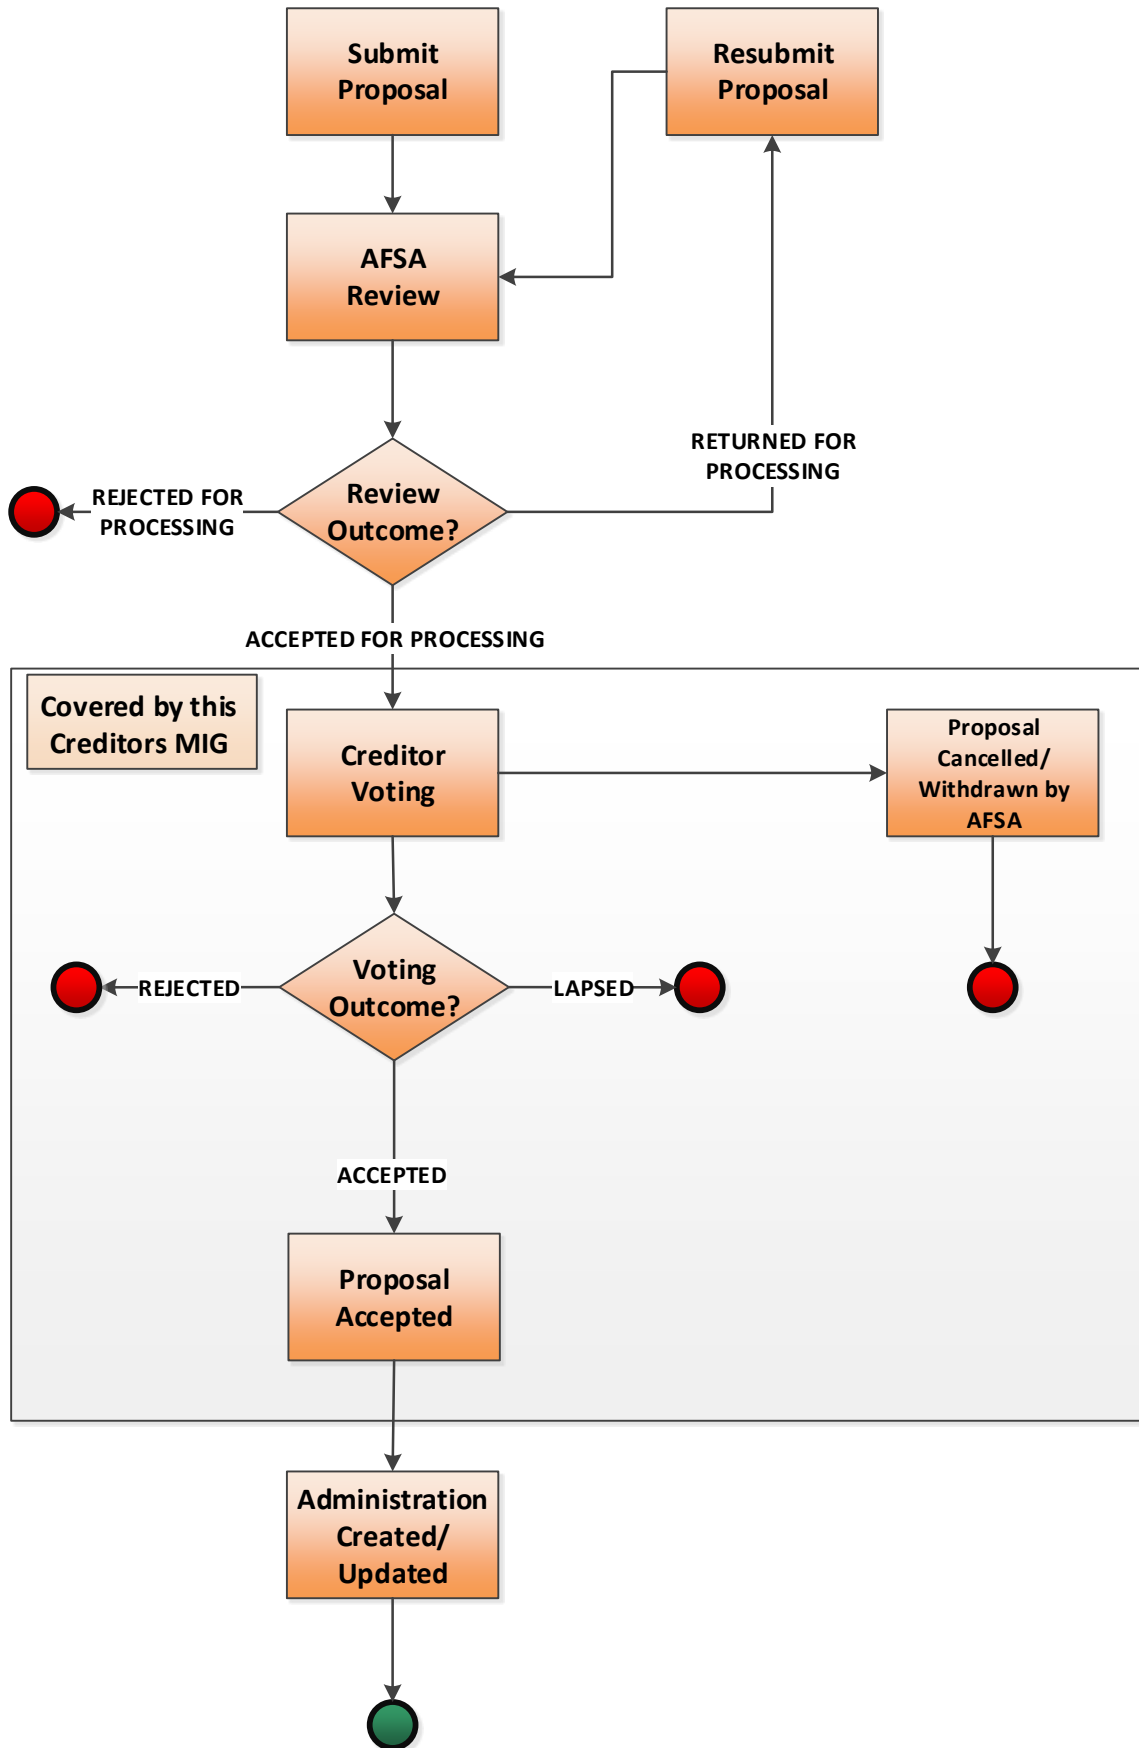 Submit
Proposal
Resubmit
Proposal
AFSA
Review
RETURNED FOR
PROCESSING
Review
Outcome?
REJECTED FOR
PROCESSING
ACCEPTED FOR PROCESSING
Covered by this
Creditors MIG
Creditor
Voting
Proposal
Cancelled/
Withdrawn by
AFSA
Voting
Outcome?
REJECTED
LAPSED
ACCEPTED
Proposal
Accepted
Administration
Created/
Updated